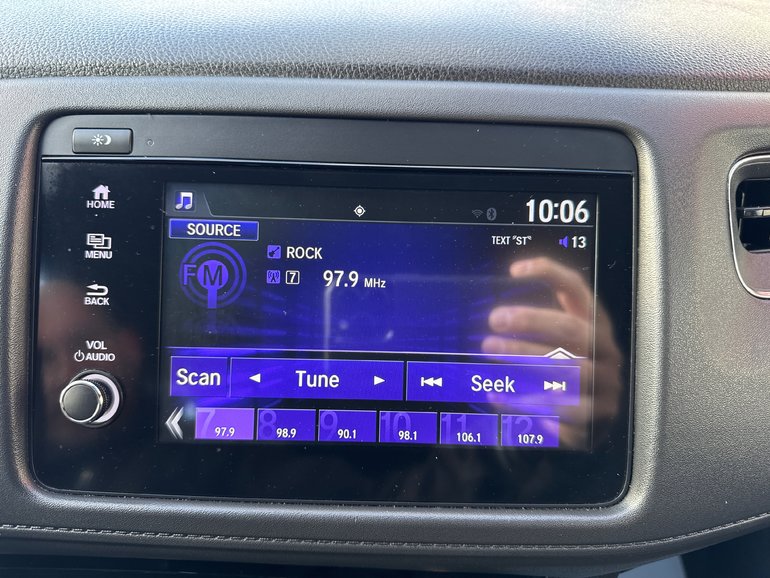 HOME
MENU
BACK
VOL
AUDIO
10:06
SOURCE
TEXT "ST"
13
FM
ROCK
7
97.9 MHz
Scan
Tune
Seek
7
97.9
8
98.9
9
90.1
10
98.1
11
106.1
12
107.9